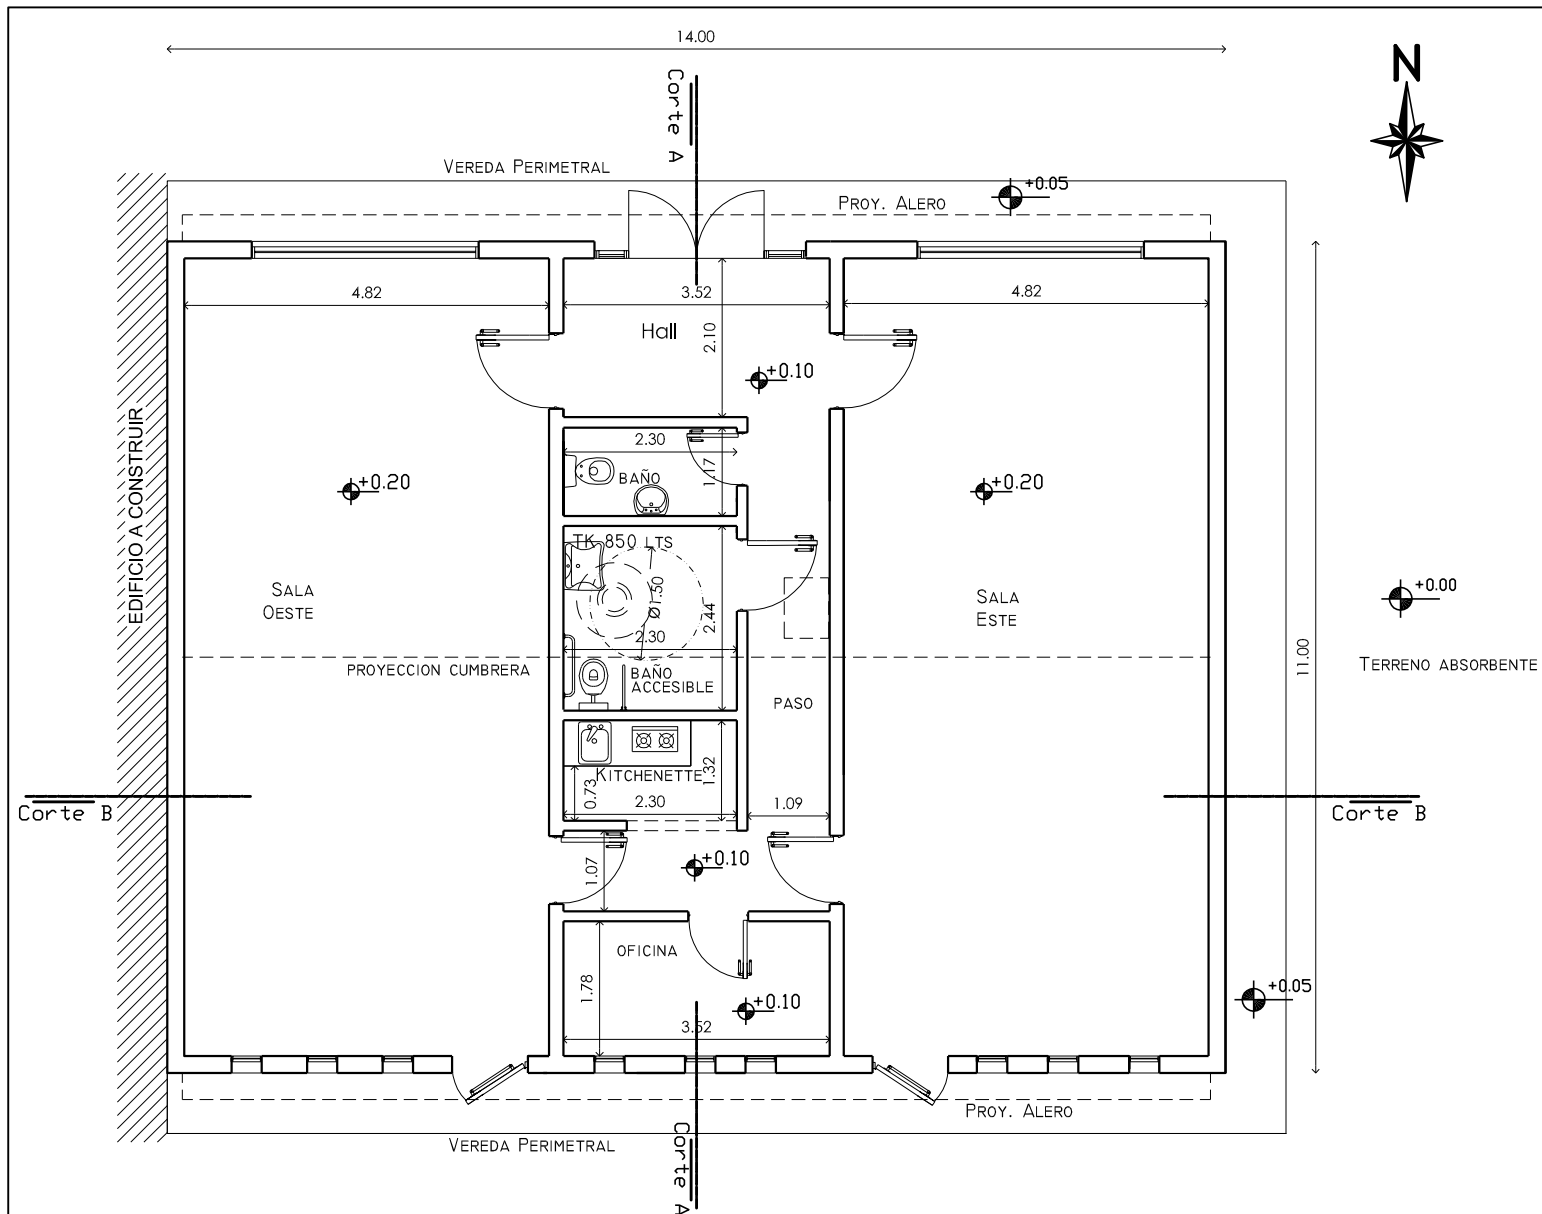 14.00
N
Corte A
VEREDA PERIMETRAL
+0.05
PROY. ALERO
4.82
3.52
4.82
Hall
2.10
+0.10
EDIFICIO A CONSTRUIR
2.30
1.17
BAÑO
+0.20
+0.20
TK 850 LTS
Ø1.50
2.44
SALA
OESTE
SALA
ESTE
+0.00
2.30
11.00
TERRENO ABSORBENTE
PROYECCION CUMBRERA
BAÑO
ACCESIBLE
PASO
KITCHENETTE
1.32
0.73
2.30
1.09
Corte B
Corte B
+0.10
1.07
OFICINA
1.78
+0.10
+0.05
3.52
PROY. ALERO
VEREDA PERIMETRAL
Corte A